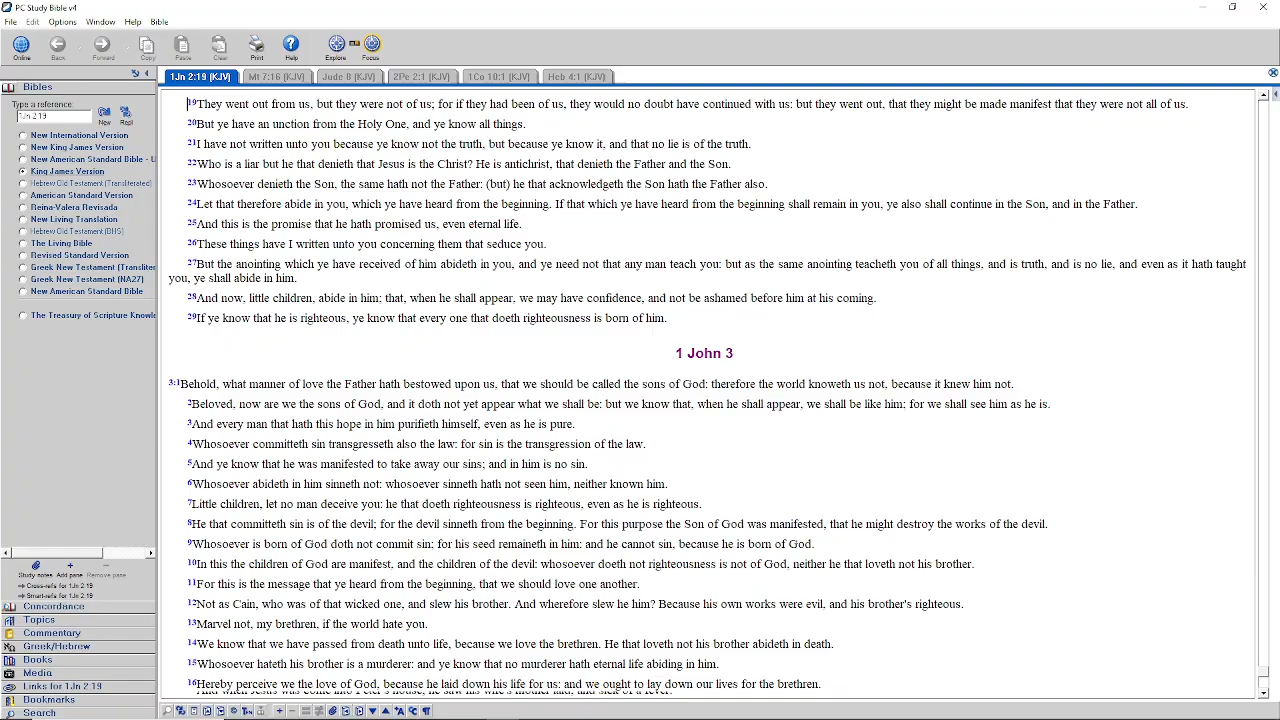 PC Study Bible v4
File Edit Options Window Help Bible
Online Back Forward Copy Paste Clear Print Help Explore Focus
1Jn 2:19 [KJV] Mt 7:16 (KJV) Jude 8 (KJV) 2Pe 2:1 (KJV) 1Co 10:1 (KJV) Heb 4:1 (KJV)
Bibles
Type a reference:
1Jn 2:19
New Repl
New International Version
New King James Version
New American Standard Bible - U
King James Version
Hebrew Old Testament (Transliterated)
American Standard Version
Reina-Valera Revisada
New Living Translation
Hebrew Old Testament (BHS)
The Living Bible
Revised Standard Version
Greek New Testament (Transliter
Greek New Testament (NA27)
New American Standard Bible
The Treasury of Scripture Knowle
Study notes Add pane Remove pane
Cross-refs for 1Jn 2:19
Smart-refs for 1Jn 2:19
Concordance
Topics
Commentary
Greek/Hebrew
Books
Media
Links for 1Jn 2:19
Bookmarks
Search
19They went out from us, but they were not of us; for if they had been of us, they would no doubt have continued with us: but they went out, that they might be made manifest that they were not all of us.
20But ye have an unction from the Holy One, and ye know all things.
21I have not written unto you because ye know not the truth, but because ye know it, and that no lie is of the truth.
22Who is a liar but he that denieth that Jesus is the Christ? He is antichrist, that denieth the Father and the Son.
23Whosoever denieth the Son, the same hath not the Father: (but) he that acknowledgeth the Son hath the Father also.
24Let that therefore abide in you, which ye have heard from the beginning. If that which ye have heard from the beginning shall remain in you, ye also shall continue in the Son, and in the Father.
25And this is the promise that he hath promised us, even eternal life.
26These things have I written unto you concerning them that seduce you.
27But the anointing which ye have received of him abideth in you, and ye need not that any man teach you: but as the same anointing teacheth you of all things, and is truth, and is no lie, and even as it hath taught
you, ye shall abide in him.
28And now, little children, abide in him; that, when he shall appear, we may have confidence, and not be ashamed before him at his coming.
29If ye know that he is righteous, ye know that every one that doeth righteousness is born of him.
1 John 3
3:1Behold, what manner of love the Father hath bestowed upon us, that we should be called the sons of God: therefore the world knoweth us not, because it knew him not.
2Beloved, now are we the sons of God, and it doth not yet appear what we shall be: but we know that, when he shall appear, we shall be like him; for we shall see him as he is.
3And every man that hath this hope in him purifieth himself, even as he is pure.
4Whosoever committeth sin transgresseth also the law: for sin is the transgression of the law.
5And ye know that he was manifested to take away our sins; and in him is no sin.
6Whosoever abideth in him sinneth not: whosoever sinneth hath not seen him, neither known him.
7Little children, let no man deceive you: he that doeth righteousness is righteous, even as he is righteous.
8He that committeth sin is of the devil; for the devil sinneth from the beginning. For this purpose the Son of God was manifested, that he might destroy the works of the devil.
9Whosoever is born of God doth not commit sin; for his seed remaineth in him: and he cannot sin, because he is born of God.
10In this the children of God are manifest, and the children of the devil: whosoever doeth not righteousness is not of God, neither he that loveth not his brother.
11For this is the message that ye heard from the beginning, that we should love one another.
12Not as Cain, who was of that wicked one, and slew his brother. And wherefore slew he him? Because his own works were evil, and his brother's righteous.
13Marvel not, my brethren, if the world hate you.
14We know that we have passed from death unto life, because we love the brethren. He that loveth not his brother abideth in death.
15Whosoever hateth his brother is a murderer: and ye know that no murderer hath eternal life abiding in him.
16Hereby perceive we the love of God, because he laid down his life for us: and we ought to lay down our lives for the brethren.